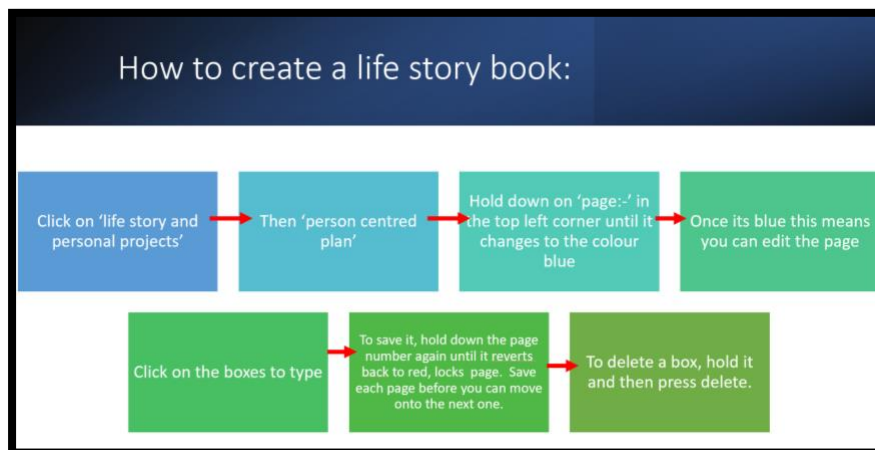 How to create a life story book:
Click on ‘life story and
personal projects’
Then ‘person centred
plan’
Hold down on ‘page:-’ in
the top left corner until it
changes to the colour
blue
Once its blue this means
you can edit the page
Click on the boxes to type
To save it, hold down the page
number again until it reverts
back to red, locks  page.  Save
each page before you can move
onto the next one.
To delete a box, hold it
and then press delete.